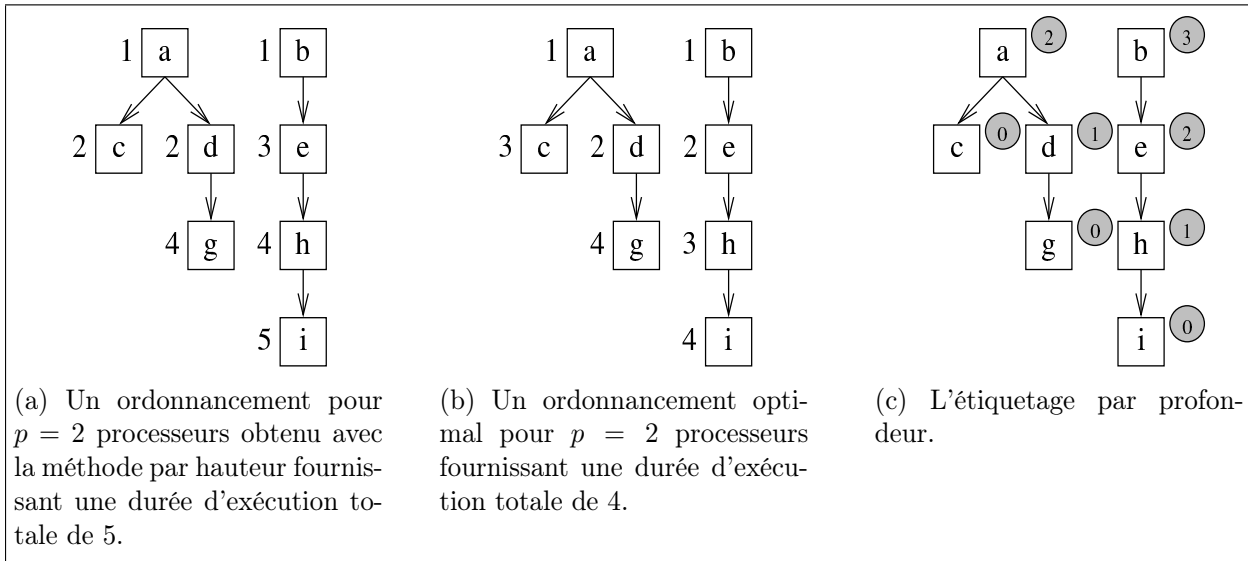 1 a 1 b
2 c 2 d 3 e
4 g 4 h
5 i
(a) Un ordonnancement pour
p = 2 processeurs obtenu avec
la méthode par hauteur fournis-
sant une durée d'exécution to-
tale de 5.
1 a 1 b
3 c 2 d 2 e
4 g 3 h
4 i
(b) Un ordonnancement opti-
mal pour p = 2 processeurs
fournissant une durée d'exécu-
tion totale de 4.
a 2 b 3
c 0 d 1 e 2
g 0 h 1
i 0
(c) L'étiquetage par profon-
deur.